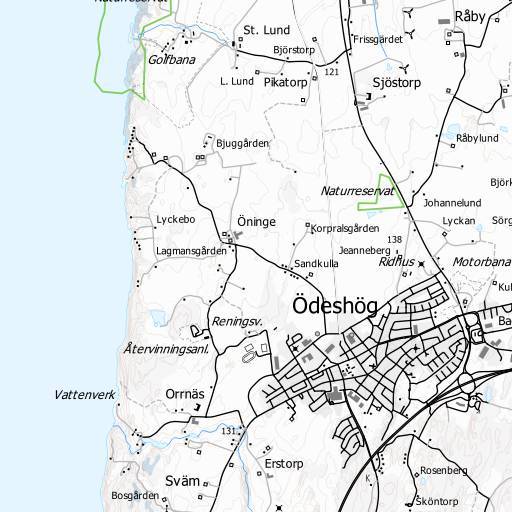 Naturreservat
Råby
St. Lund
Frissgärdet
Björstorp
Golfbana
121
L. Lund
Pikatorp
Sjöstorp
Råbylund
Bjuggården
Naturreservat
Johannelund
Lyckebo
Öninge
Korpralsgården
Lyckan
138
Lagmansgården
Jeanneberg
Sandkulla
Ridhus
Motorbana
Ödeshög
Reningsv.
Återvinningsanl.
Vattenverk
Orrnäs
131
Erstorp
Rosenberg
Sväm
K
Bosgården
Sköntorp